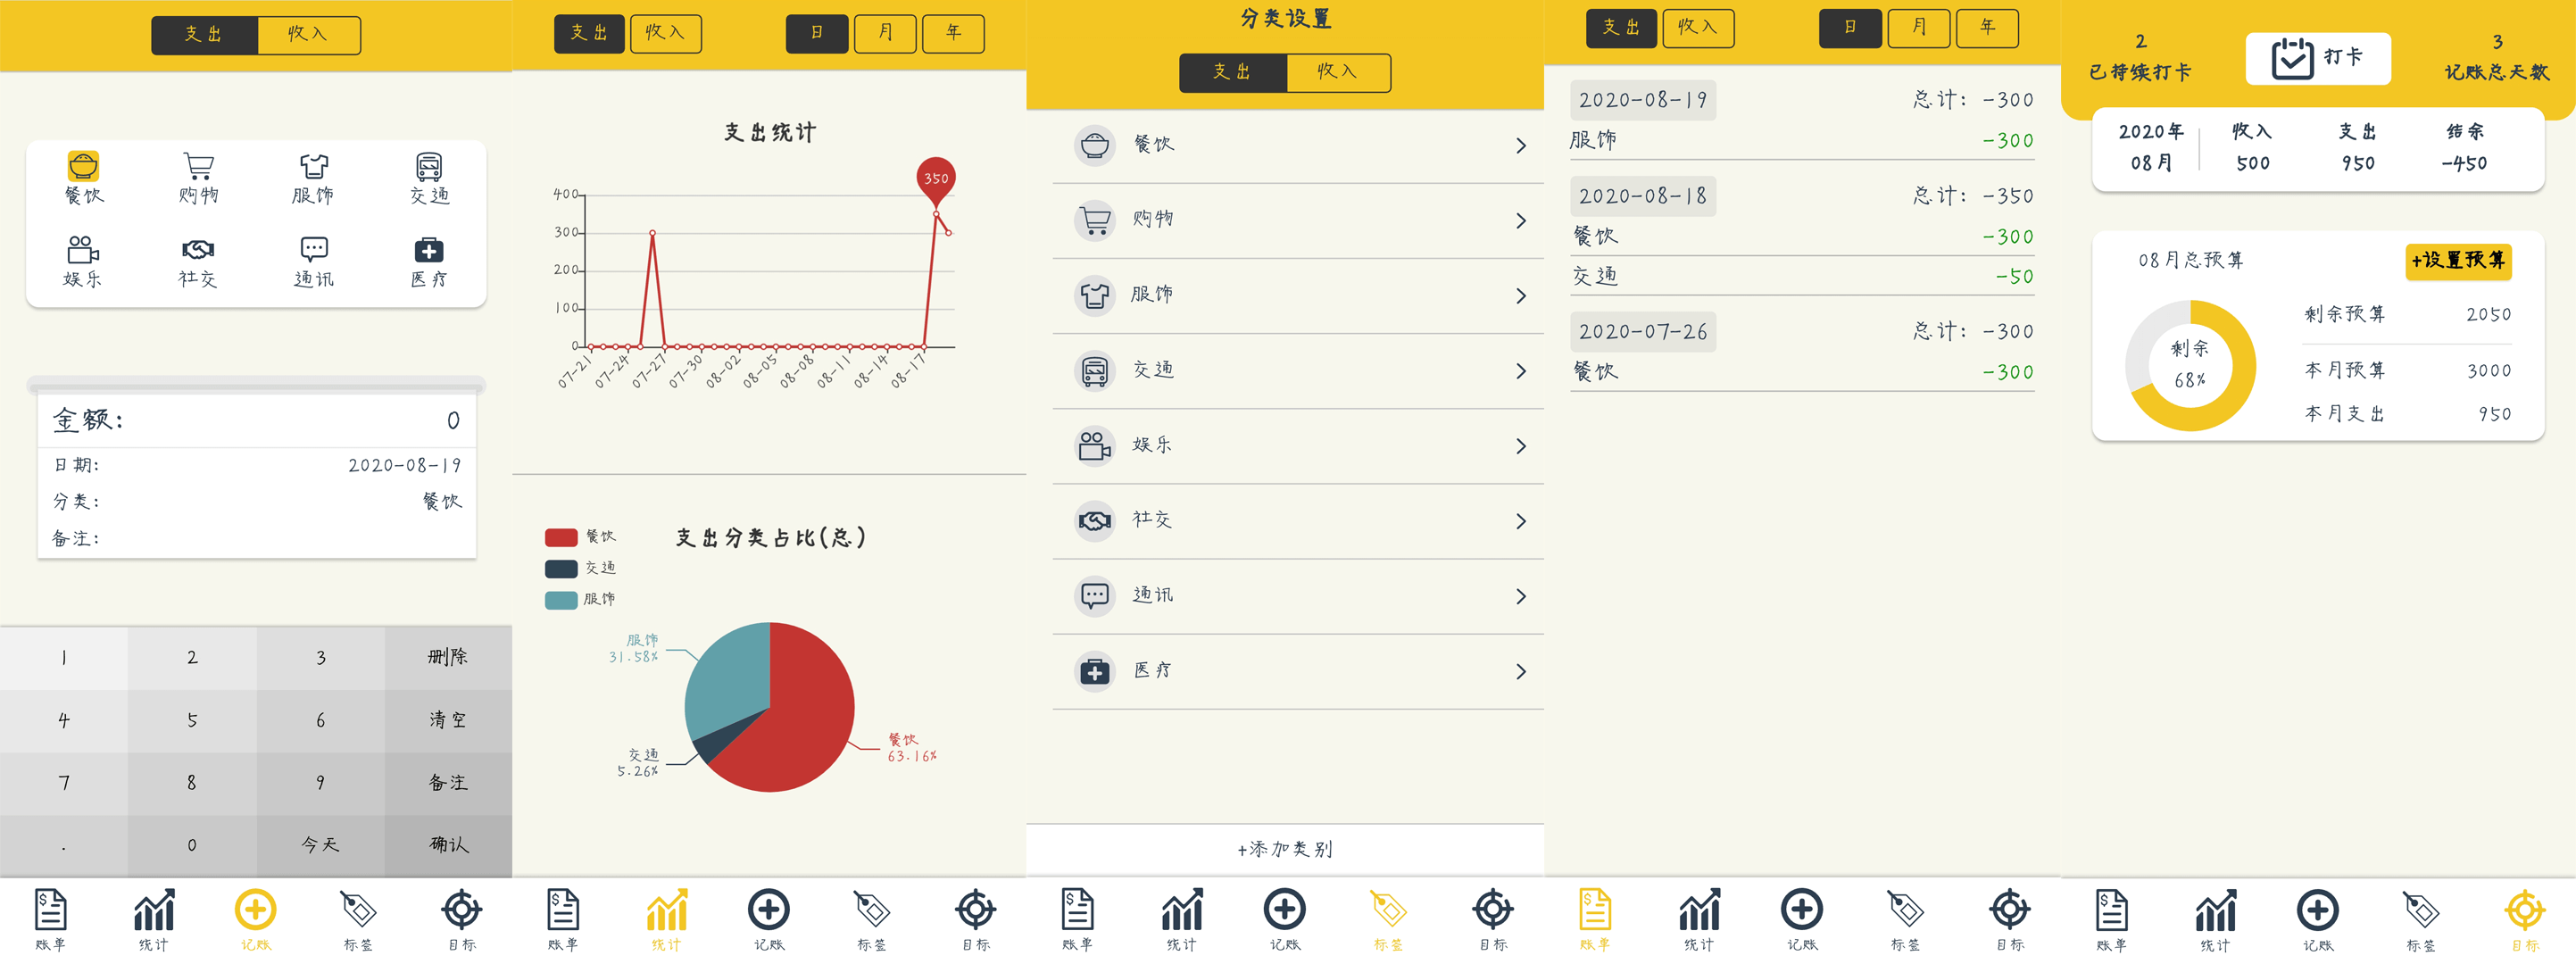 支出 收入
餐饮 购物 服饰 交通
娱乐 社交 通讯 医疗
金额: 0
日期: 2020-08-19
分类: 餐饮
备注:
1 2 3 删除
4 5 6 清空
7 8 9 备注
. 0 今天 确认
账单 统计 记账 标签 目标
支出 收入 日 月 年
支出统计
350
400
300
200
100
0
07-21 07-24 07-27 07-30 08-02 08-05 08-08 08-11 08-14 08-17
支出分类占比(总)
餐饮
交通
服饰
服饰
31.58%
交通
5.26%
餐饮
63.16%
账单 统计 记账 标签 目标
分类设置
支出 收入
餐饮
购物
服饰
交通
娱乐
社交
通讯
医疗
+添加类别
账单 统计 记账 标签 目标
支出 收入 日 月 年
2020-08-19 总计: -300
服饰 -300
2020-08-18 总计: -350
餐饮 -300
交通 -50
2020-07-26 总计: -300
餐饮 -300
账单 统计 记账 标签 目标
2 打卡 3
已持续打卡 记账总天数
2020年 收入 支出 结余
08月 500 950 -450
08月总预算 +设置预算
剩余预算 2050
剩余
68%
本月预算 3000
本月支出 950
账单 统计 记账 标签 目标